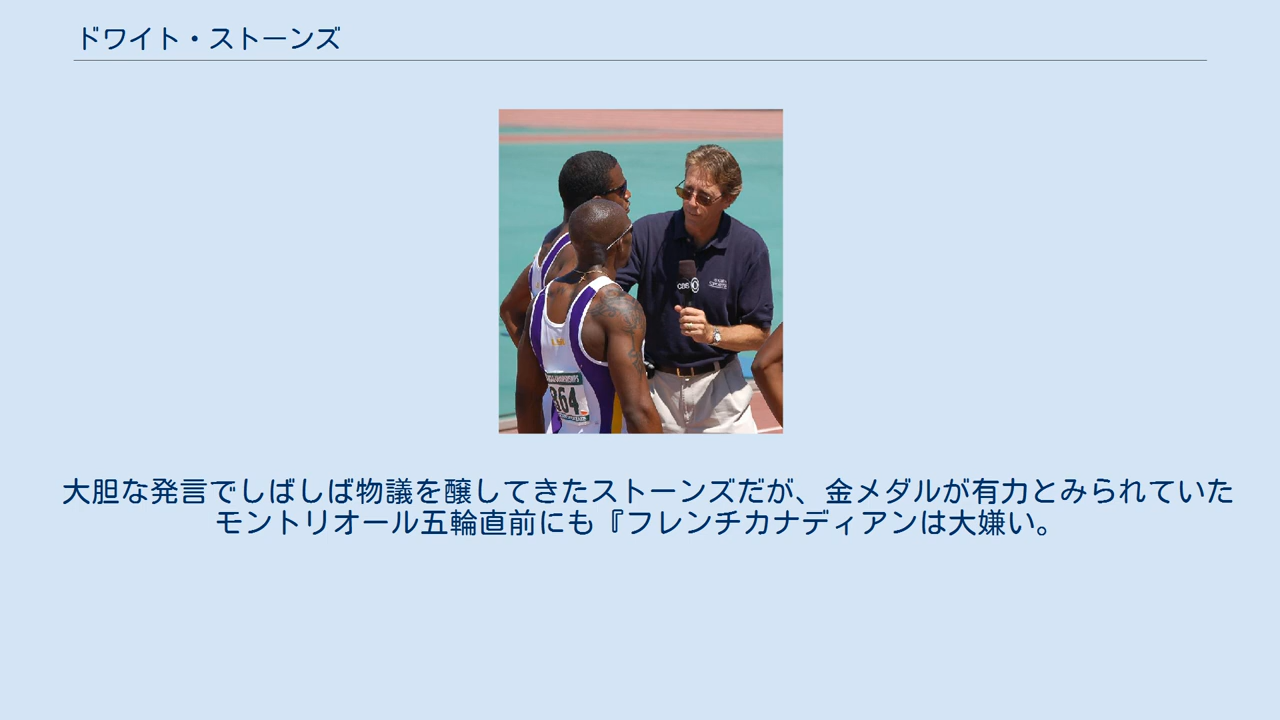 ドワイト・ストーンズ
CBS
364
大胆な発言でしばしば物議を醸してきたストーンズだが、金メダルが有力とみられていた
モントリオール五輪直前にも『フレンチカナディアンは大嫌い。